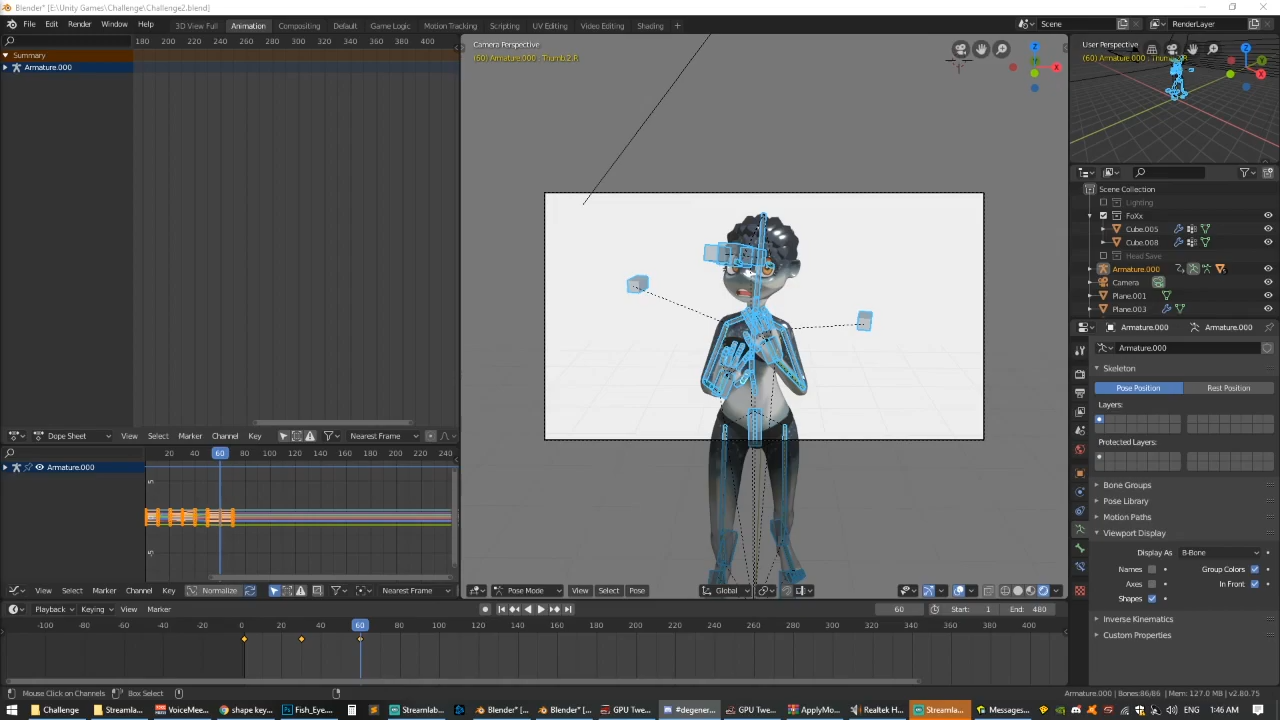 Blender* [E:\Unity Games\Challenge\Challenge2.blend]
File Edit Render Window Help 3D View Full Animation Compositing Default Game Logic Motion Tracking Scripting UV Editing Video Editing Shading + Scene RenderLayer
180 200 220 240 260 280 300 320 340 360 380 400
Summary
Armature.000
Camera Perspective
(60) Armature.000 : Thumb.2.R
User Perspective
(60) Armature.000 : Thumb.2.R
Scene Collection
Lighting
FoXx
Cube.005
Cube.008
Head Save
Armature.000
Camera
Plane.001
Plane.003
Armature.000 Armature.000
Armature.000
Skeleton
Pose Position Rest Position
Layers:
Protected Layers:
Bone Groups
Pose Library
Motion Paths
Viewport Display
Display As B-Bone
Names Group Colors
Axes In Front
Shapes
Inverse Kinematics
Custom Properties
Dope Sheet View Select Marker Channel Key Nearest Frame
20 40 60 80 100 120 140 160 180 200 220 240
Armature.000
5
-5
View Select Marker Channel Key Normalize Nearest Frame
Pose Mode View Select Pose Global
Playback Keying View Marker 60 Start: 1 End: 480
-100 -80 -60 -40 -20 0 20 40 60 80 100 120 140 160 180 200 220 240 260 280
Mouse Click on Channels Box Select Armature.000 | Bones:86/86 | Mem: 127.0 MB | v2.80.75
Challenge Streamla... VoiceMee... shape key... Fish_Eye... Streamlab... Blender* [... Blender* [... GPU Twe... #degener... GPU Twe... ApplyMo... Realtek H... Streamla... Messages... 1:46 AM